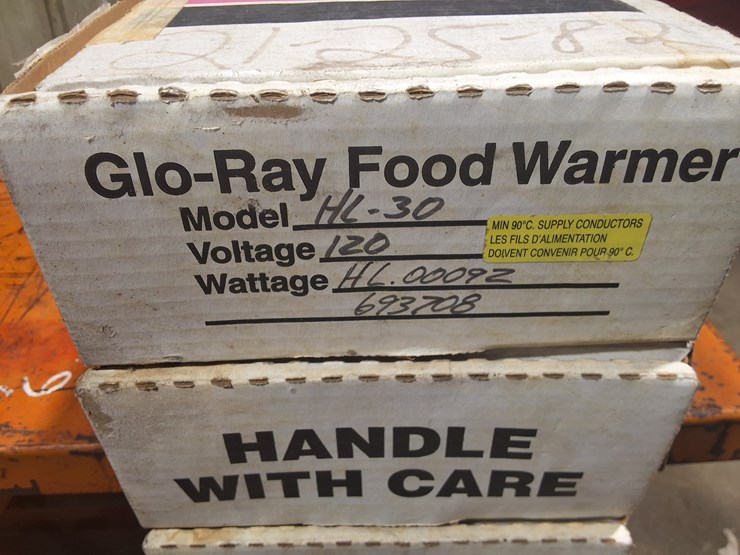 21-25-82
Glo-Ray Food Warmer
Model HL-30
Voltage 120
Wattage HL.00092
693708
MIN 90°C. SUPPLY CONDUCTORS
LES FILS D'ALIMENTATION
DOIVENT CONVENIR POUR 90° C.
HANDLE
WITH CARE